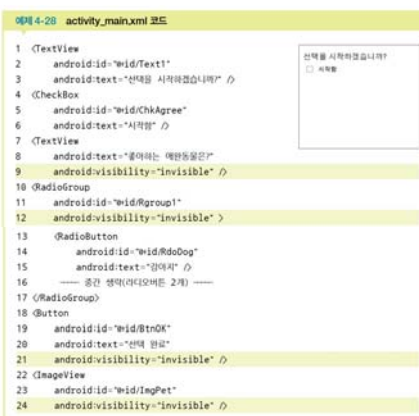 예제 4-28 activity_main.xml 코드
1 <TextView
2 android:id="@+id/Text1"
3 android:text="선택을 시작하겠습니까?" />
4 <CheckBox
5 android:id="@+id/ChkAgree"
6 android:text="시작함" />
7 <TextView
8 android:text="좋아하는 애완동물은?"
9 android:visibility="invisible" />
10 <RadioGroup
11 android:id="@+id/Rgroup1"
12 android:visibility="invisible" >
13 <RadioButton
14 android:id="@+id/RdoDog"
15 android:text="강아지" />
16 ----- 중간 생략(라디오버튼 2개) -----
17 </RadioGroup>
18 <Button
19 android:id="@+id/BtnOK"
20 android:text="선택 완료"
21 android:visibility="invisible" />
22 <ImageView
23 android:id="@+id/ImgPet"
24 android:visibility="invisible" />
선택을 시작하겠습니까?
시작함